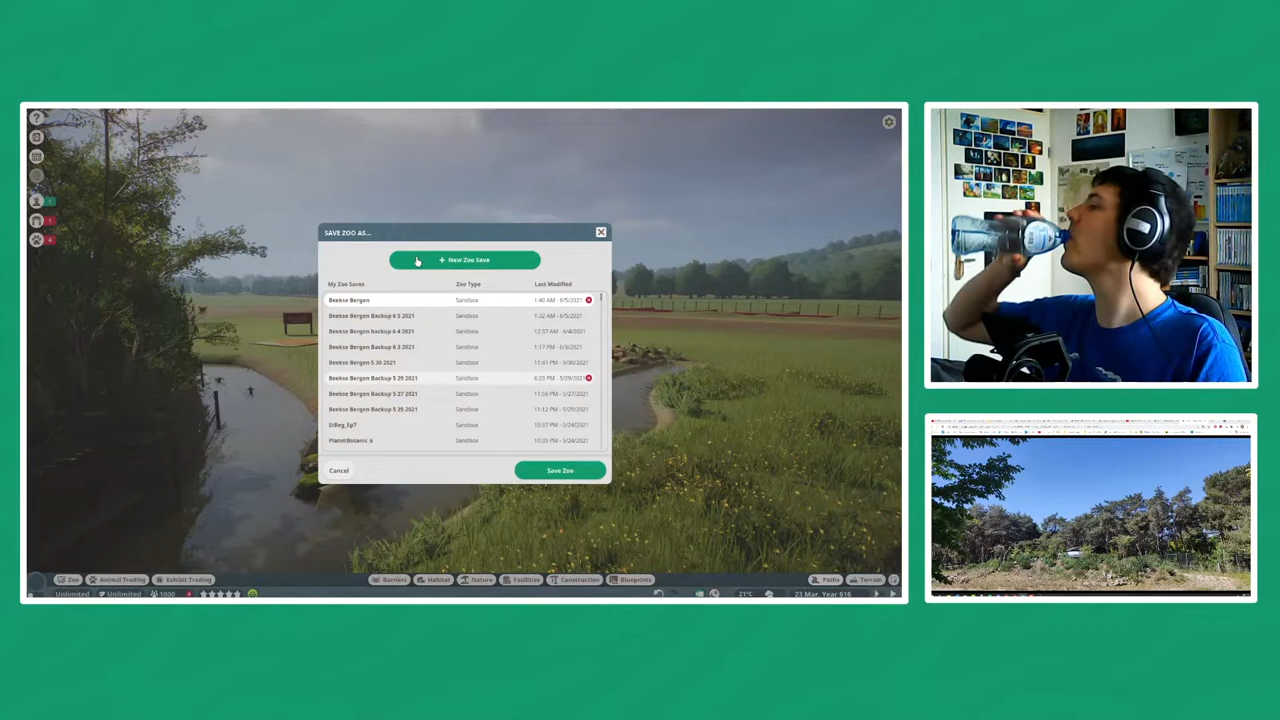 SAVE ZOO AS...
+ New Zoo Save
My Zoo Saves Zoo Type Last Modified
Beekse Bergen Sandbox 1:40 AM - 6/5/2021
Beekse Bergen Backup 6 5 2021 Sandbox 1:32 AM - 6/5/2021
Beekse Bergen backup 6 4 2021 Sandbox 12:37 AM - 6/4/2021
Beekse Bergen Backup 6 3 2021 Sandbox 1:17 PM - 6/3/2021
Beekse Bergen 5 30 2021 Sandbox 11:41 PM - 5/30/2021
Beekse Bergen Backup 5 29 2021 Sandbox 6:23 PM - 5/29/2021
Beekse Bergen Backup 5 27 2021 Sandbox 11:56 PM - 5/27/2021
Beekse Bergen Backup 5 25 2021 Sandbox 11:12 PM - 5/25/2021
StReg_Ep7 Sandbox 10:37 PM - 5/24/2021
PlanetBotanic_6 Sandbox 10:35 PM - 5/24/2021
Cancel Save Zoo
Zoo Animal Trading Exhibit Trading Barriers Habitat Nature Facilities Construction Blueprints Paths Terrain
Unlimited Unlimited 1000 21°C 23 Mar, Year 616